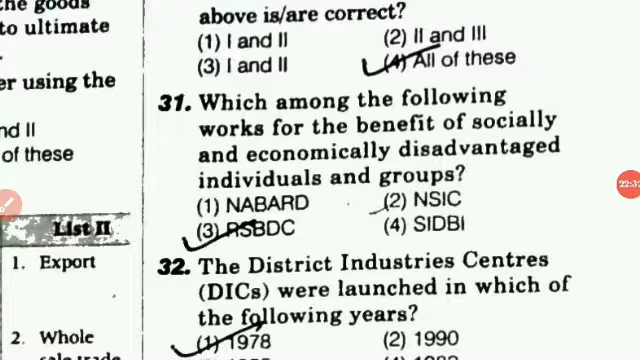 the goods
to ultimate
er using the
nd II
of these
List II
1. Export
2. Whole
sale trade
above is/are correct?
(1) I and II (2) II and III
(3) I and II (4) All of these
31. Which among the following
works for the benefit of socially
and economically disadvantaged
individuals and groups?
(1) NABARD (2) NSIC
(3) RSBDC (4) SIDBI
32. The District Industries Centres
(DICs) were launched in which of
the following years?
(1) 1978 (2) 1990
22:32